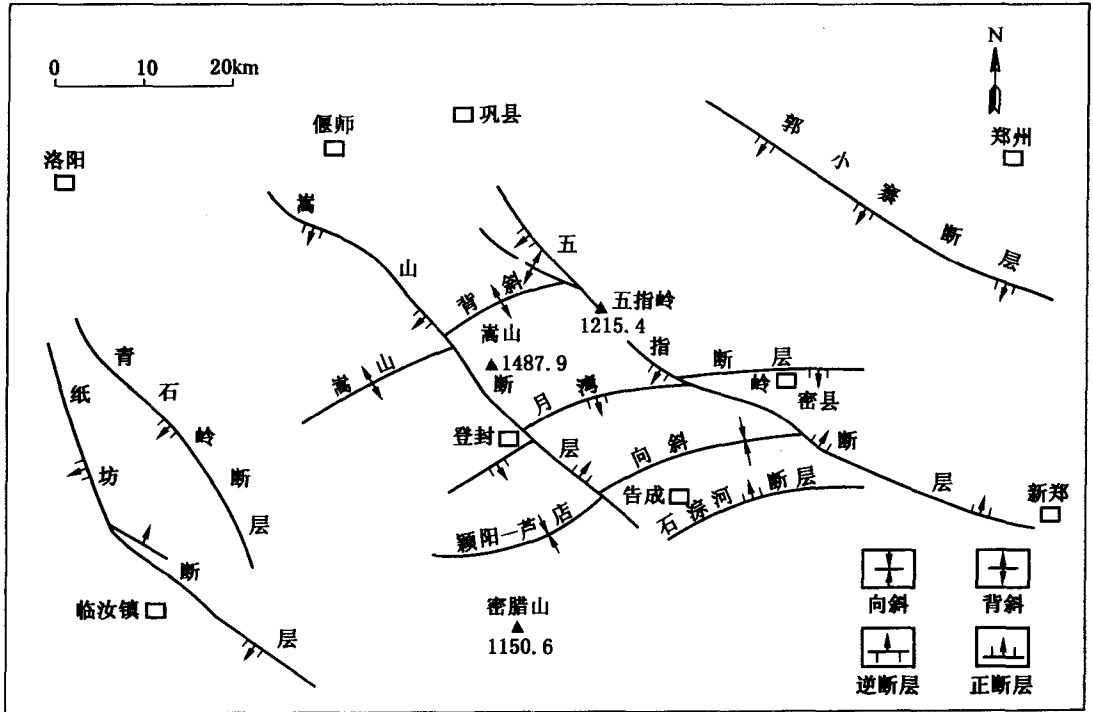 0 10 20km
N
洛阳
偃师
巩县
郑州
郭小寨断层
嵩山断层
五指岭断层
嵩山背斜
五指岭
1215.4
嵩山
1487.9
青石岭断层
纸坊断层
月湾断层
密县
登封
颖阳—芦店向斜
告成
石淙河断层
新郑
临汝镇
密腊山
1150.6
向斜
背斜
逆断层
正断层